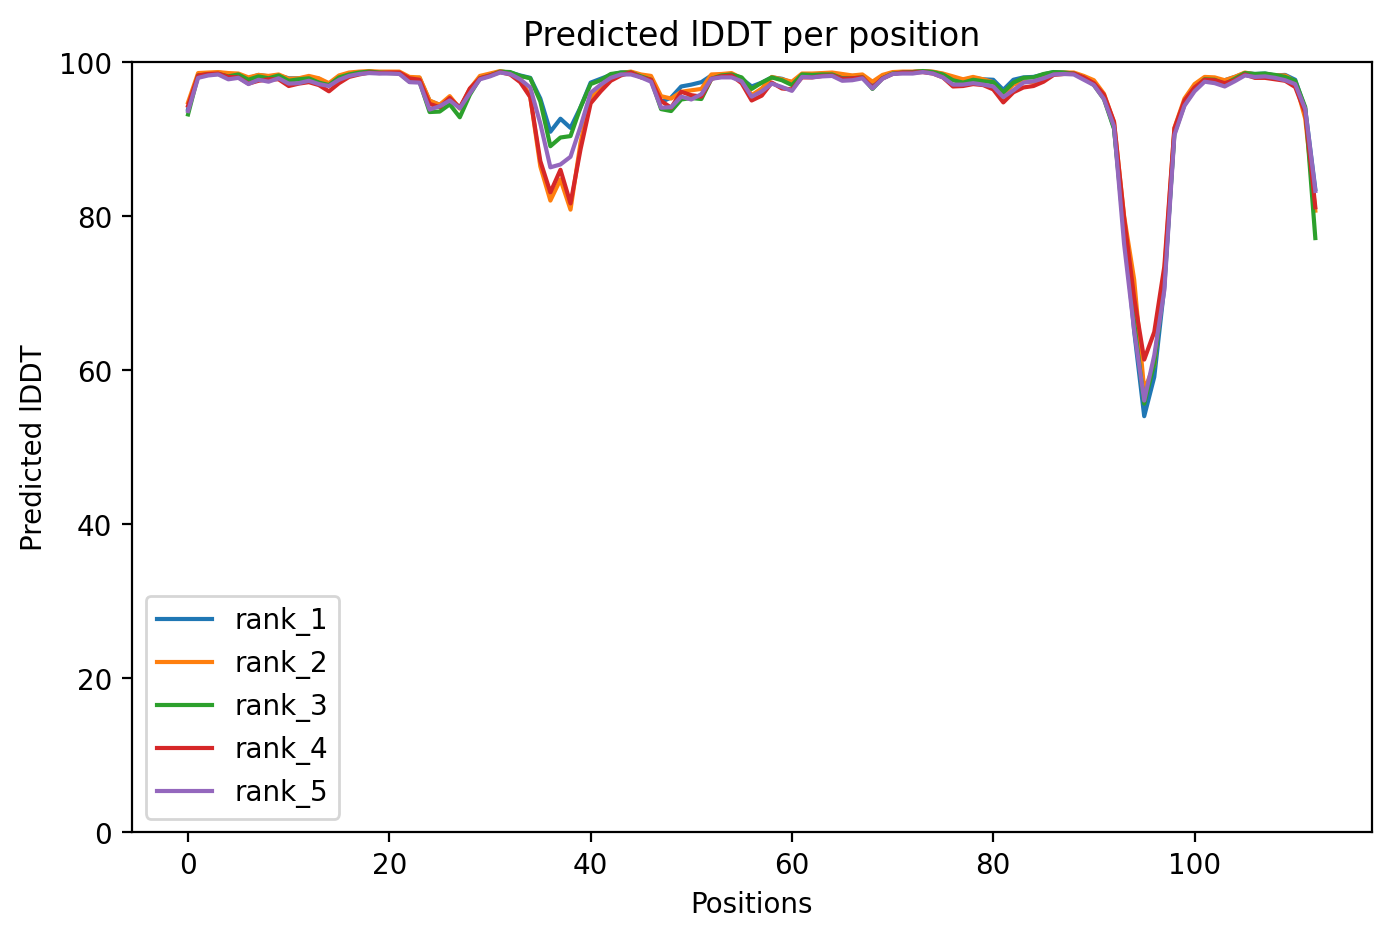 Predicted lDDT per position
Predicted lDDT
100
80
60
40
20
0
rank_1
rank_2
rank_3
rank_4
rank_5
0 20 40 60 80 100
Positions